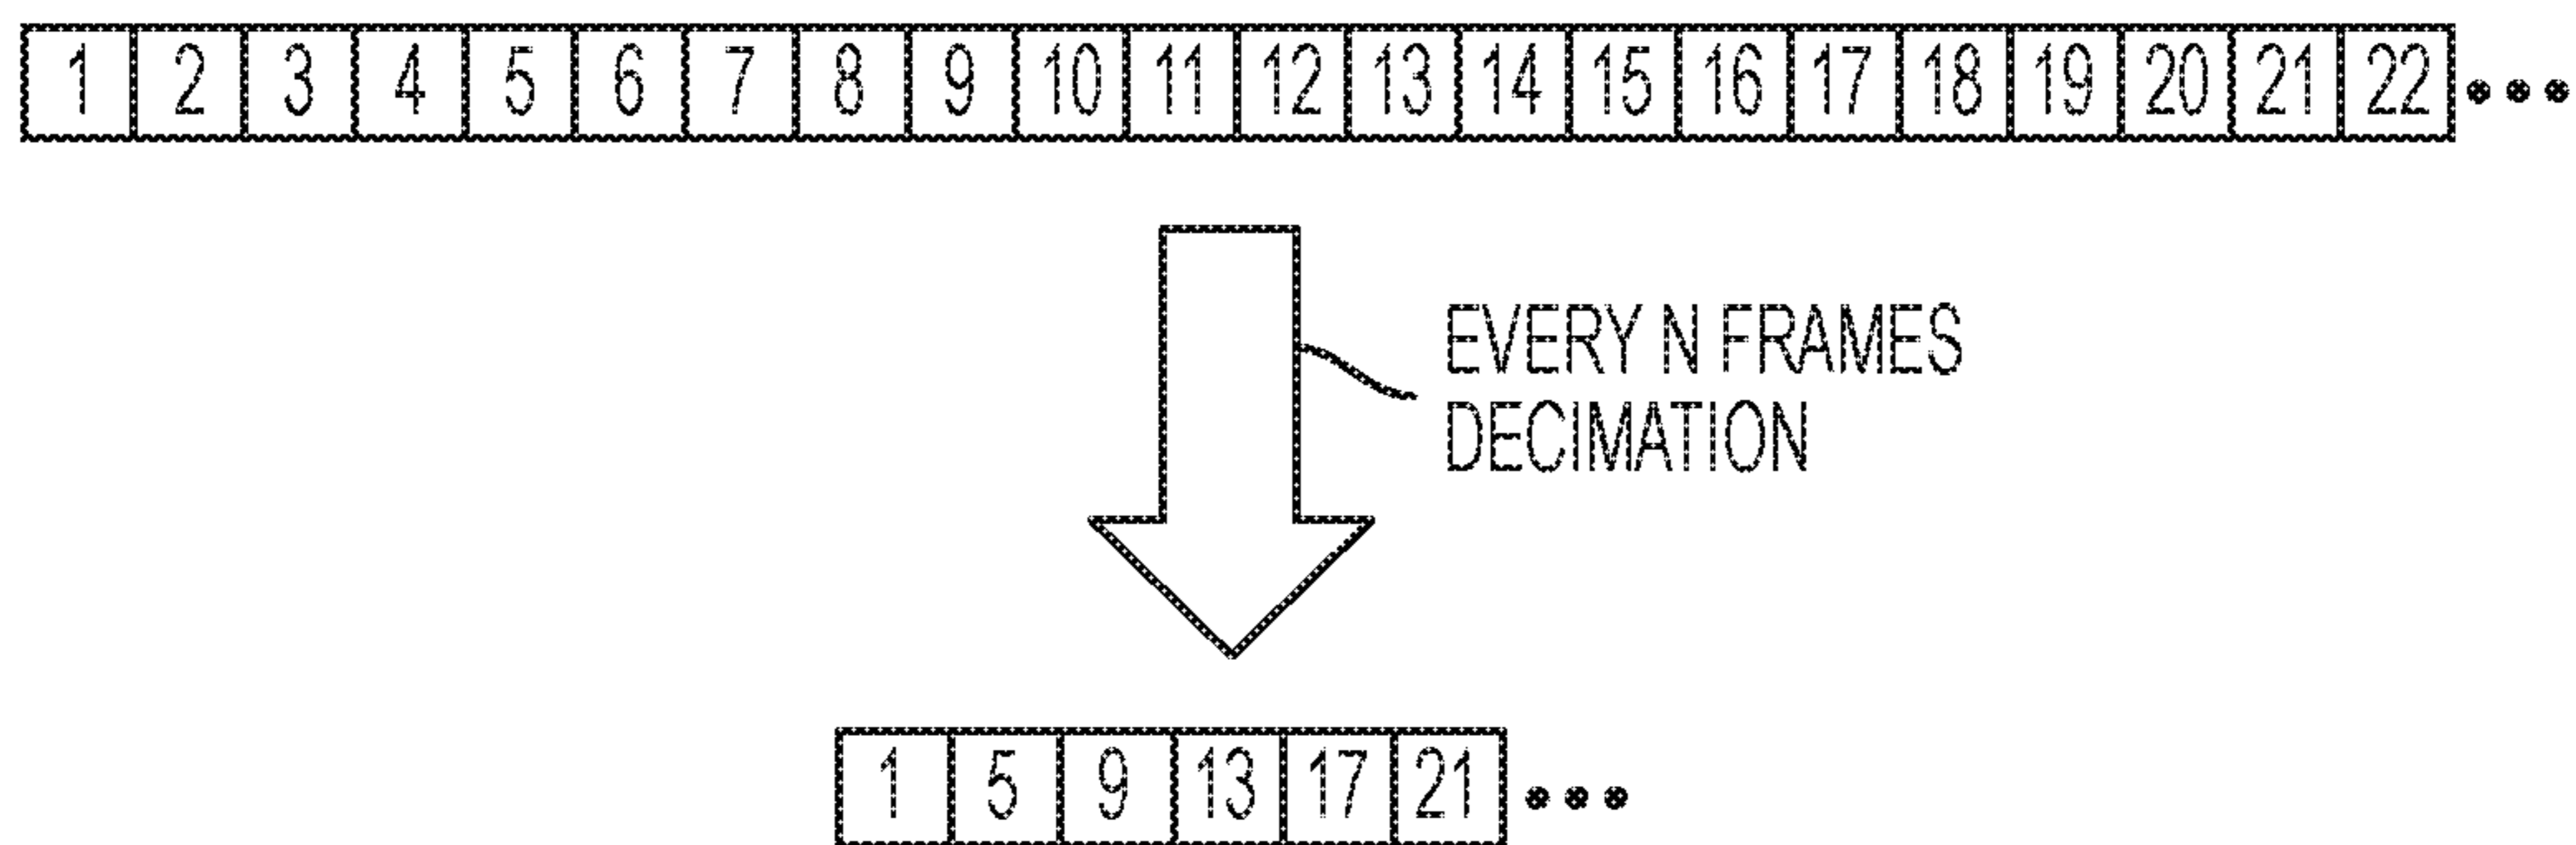 1 2 3 4 5 6 7 8 9 10 11 12 13 14 15 16 17 18 19 20 21 22 •••
EVERY N FRAMES
DECIMATION
1 5 9 13 17 21 •••